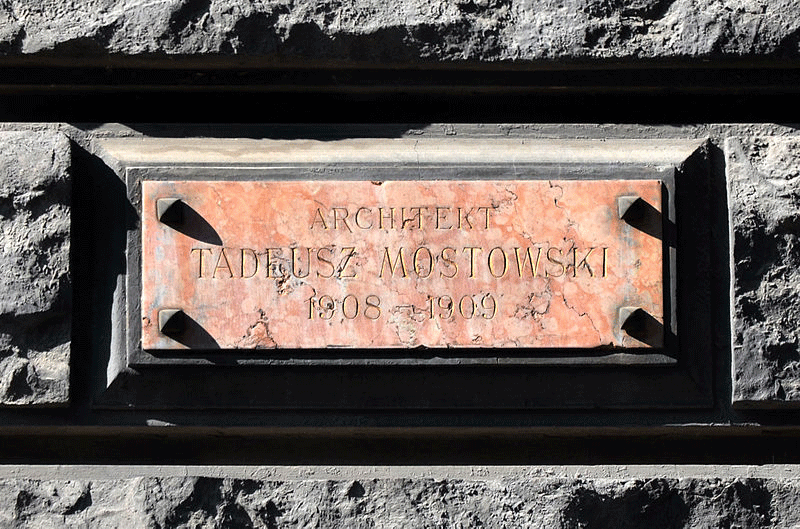 ARCHITEKT
TADEUSZ MOSTOWSKI
1908 - 1909